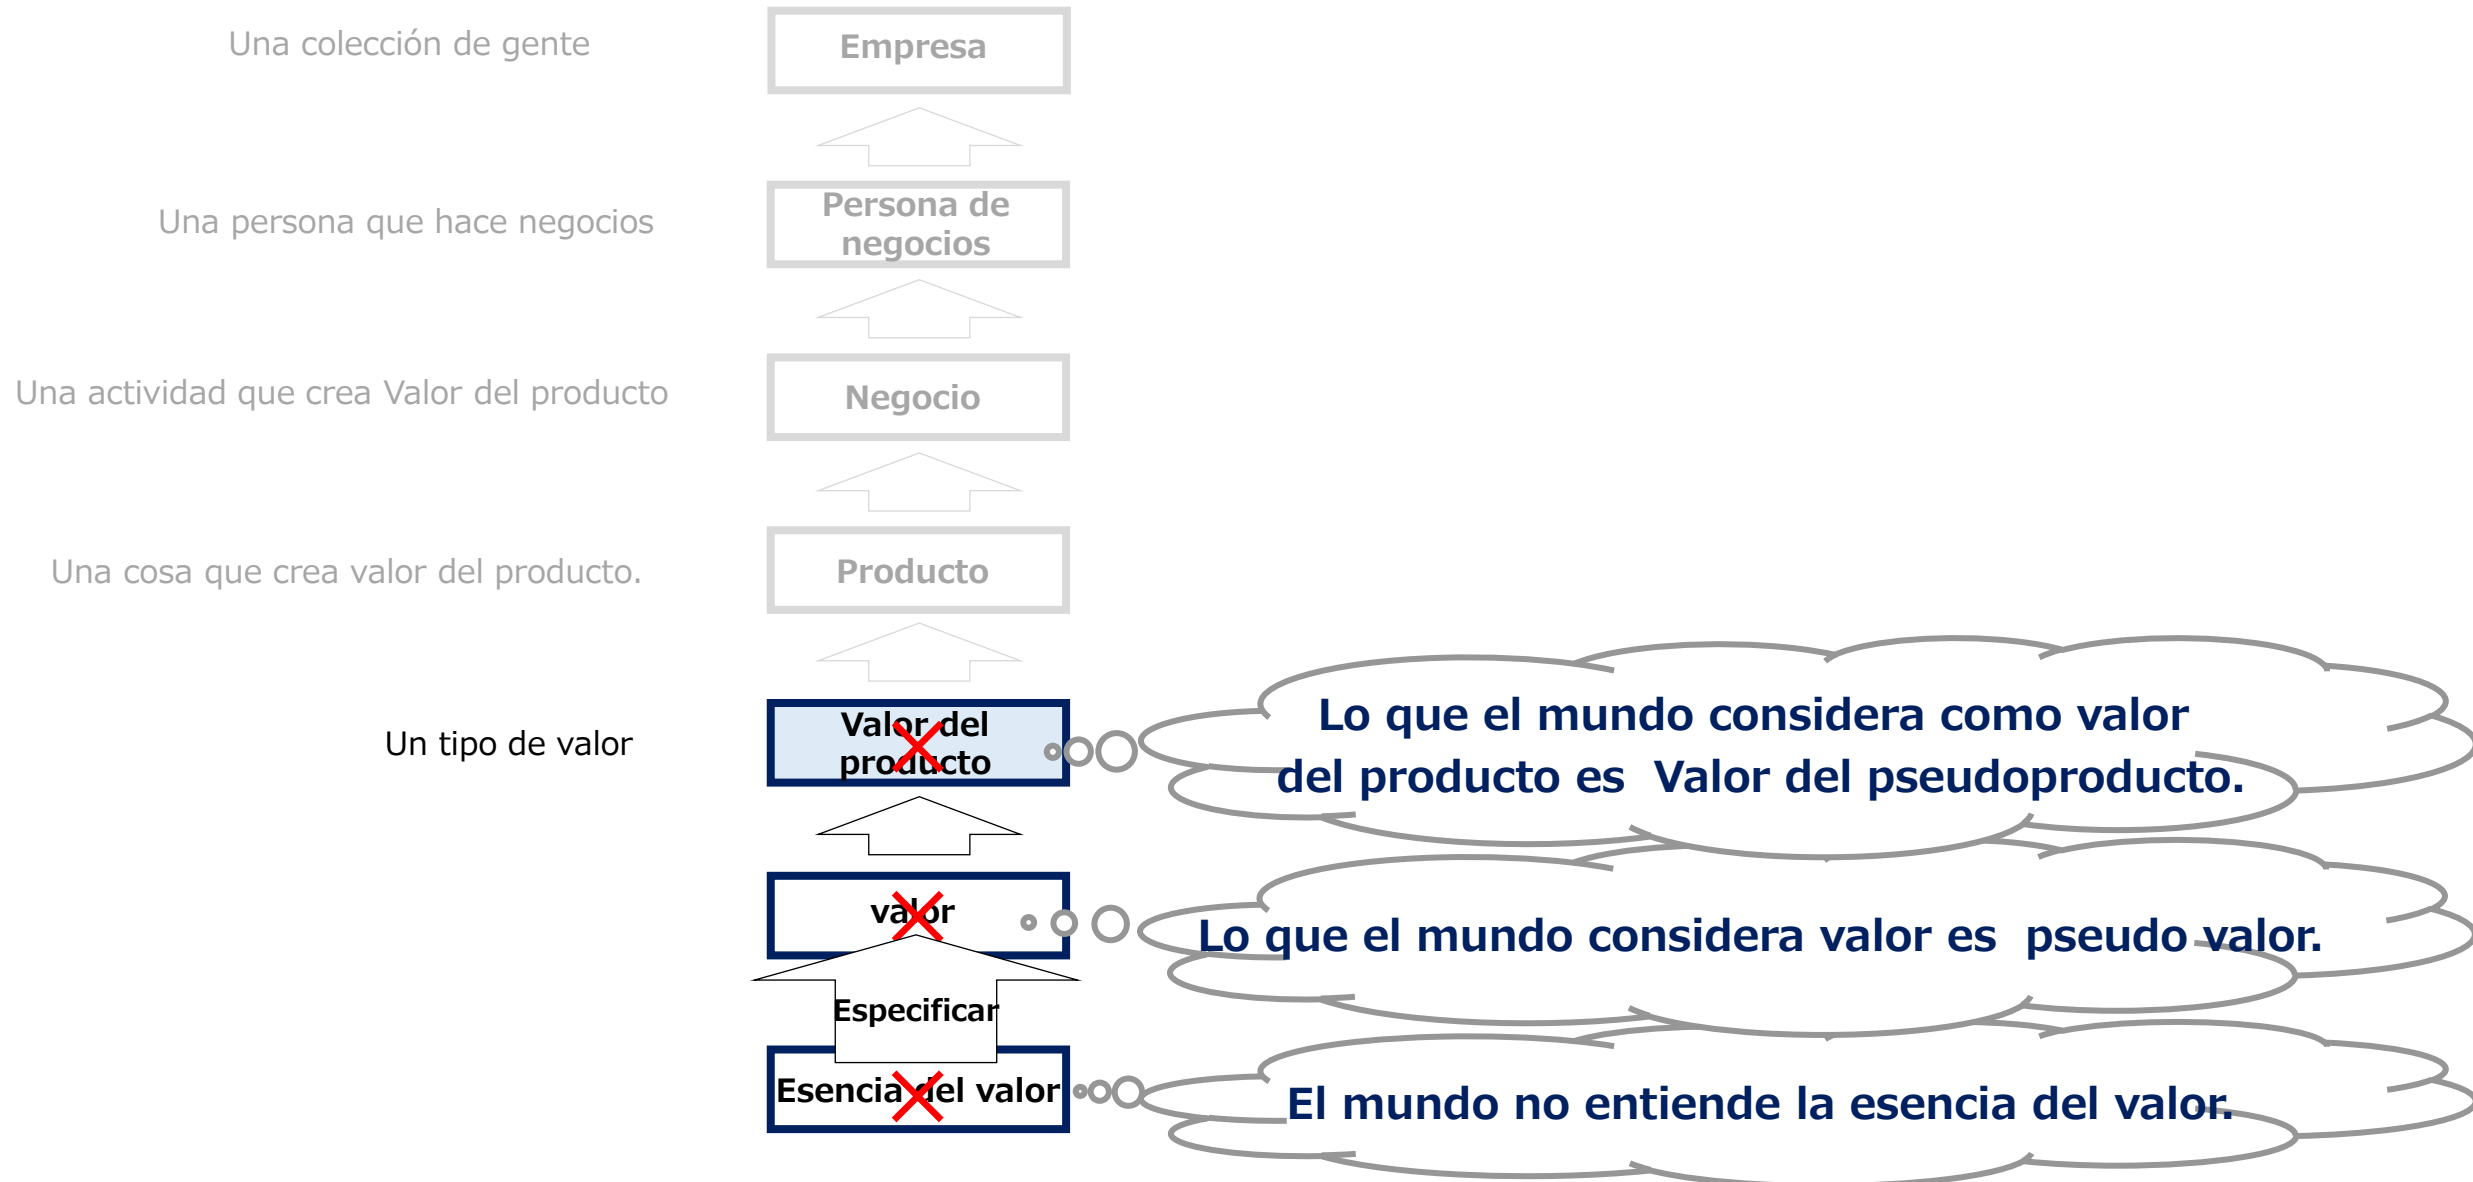 Una colección de gente
Empresa
Una persona que hace negocios
Persona de
negocios
Una actividad que crea Valor del producto
Negocio
Una cosa que crea valor del producto.
Producto
Un tipo de valor
Valor del
producto
Lo que el mundo considera como valor
del producto es  Valor del pseudoproducto.
valor
Lo que el mundo considera valor es  pseudo valor.
Especificar
Esencia del valor
El mundo no entiende la esencia del valor.